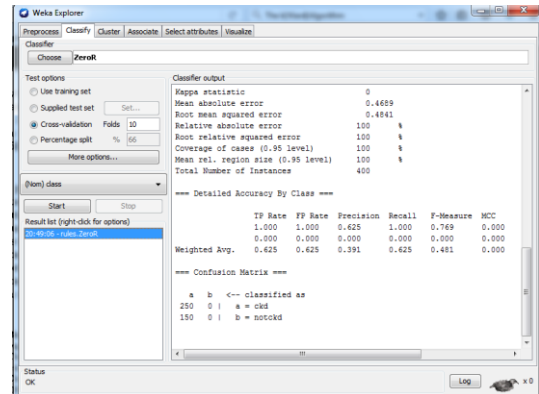 Weka Explorer
Preprocess Classify Cluster Associate Select attributes Visualize
Classifier
Choose ZeroR
Test options
Use training set
Supplied test set Set...
Cross-validation Folds 10
Percentage split % 66
More options...
(Nom) class
Start Stop
Result list (right-click for options)
20:49:06 - rules.ZeroR
Classifier output
Kappa statistic 0
Mean absolute error 0.4689
Root mean squared error 0.4841
Relative absolute error 100 %
Root relative squared error 100 %
Coverage of cases (0.95 level) 100 %
Mean rel. region size (0.95 level) 100 %
Total Number of Instances 400
=== Detailed Accuracy By Class ===
TP Rate FP Rate Precision Recall F-Measure MCC
1.000 1.000 0.625 1.000 0.769 0.000
0.000 0.000 0.000 0.000 0.000 0.000
Weighted Avg. 0.625 0.625 0.391 0.625 0.481 0.000
=== Confusion Matrix ===
a b <-- classified as
250 0 | a = ckd
150 0 | b = notckd
Status
OK
Log
x 0